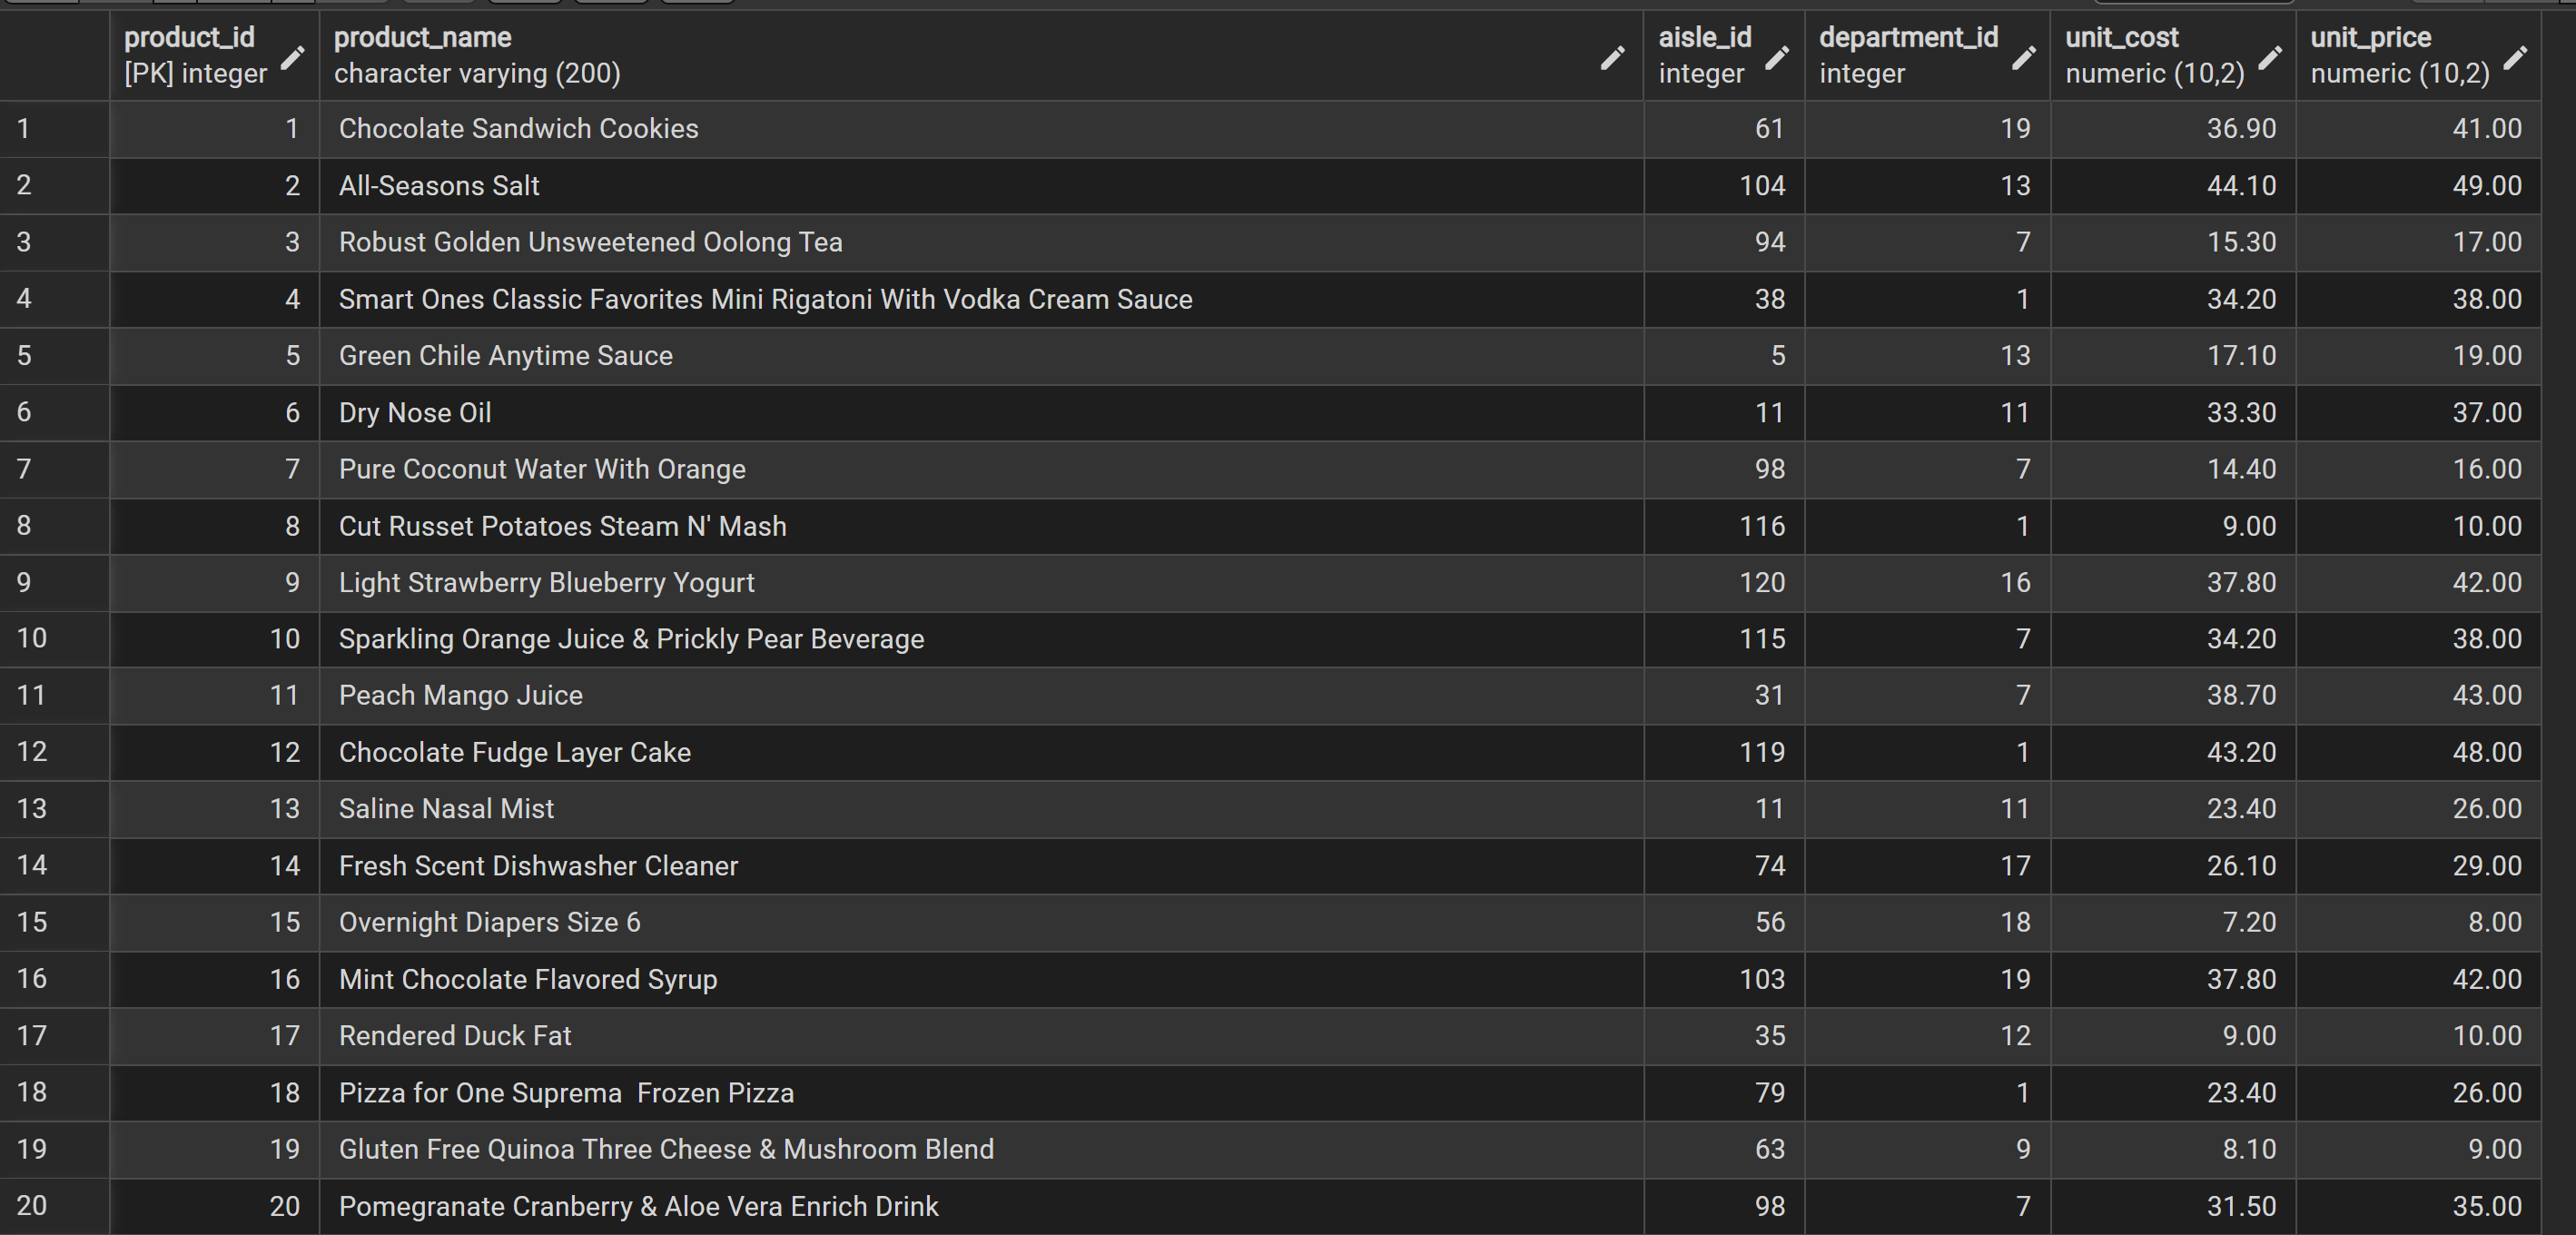 product_id product_name aisle_id department_id unit_cost unit_price
[PK] integer character varying (200) integer integer numeric (10,2) numeric (10,2)
1 1 Chocolate Sandwich Cookies 61 19 36.90 41.00
2 2 All-Seasons Salt 104 13 44.10 49.00
3 3 Robust Golden Unsweetened Oolong Tea 94 7 15.30 17.00
4 4 Smart Ones Classic Favorites Mini Rigatoni With Vodka Cream Sauce 38 1 34.20 38.00
5 5 Green Chile Anytime Sauce 5 13 17.10 19.00
6 6 Dry Nose Oil 11 11 33.30 37.00
7 7 Pure Coconut Water With Orange 98 7 14.40 16.00
8 8 Cut Russet Potatoes Steam N' Mash 116 1 9.00 10.00
9 9 Light Strawberry Blueberry Yogurt 120 16 37.80 42.00
10 10 Sparkling Orange Juice & Prickly Pear Beverage 115 7 34.20 38.00
11 11 Peach Mango Juice 31 7 38.70 43.00
12 12 Chocolate Fudge Layer Cake 119 1 43.20 48.00
13 13 Saline Nasal Mist 11 11 23.40 26.00
14 14 Fresh Scent Dishwasher Cleaner 74 17 26.10 29.00
15 15 Overnight Diapers Size 6 56 18 7.20 8.00
16 16 Mint Chocolate Flavored Syrup 103 19 37.80 42.00
17 17 Rendered Duck Fat 35 12 9.00 10.00
18 18 Pizza for One Suprema  Frozen Pizza 79 1 23.40 26.00
19 19 Gluten Free Quinoa Three Cheese & Mushroom Blend 63 9 8.10 9.00
20 20 Pomegranate Cranberry & Aloe Vera Enrich Drink 98 7 31.50 35.00